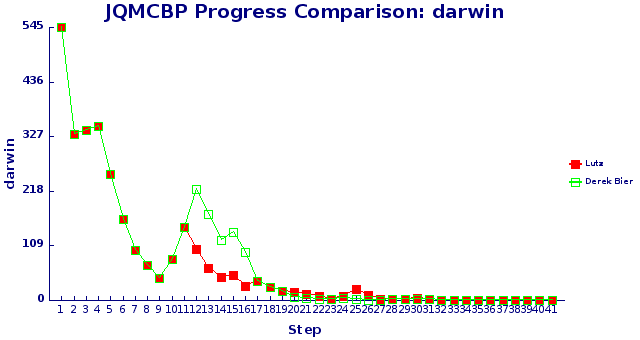 JQMCBP Progress Comparison: darwin
545
436
327
218
109
0
darwin
1 2 3 4 5 6 7 8 9 10 11 12 13 14 15 16 17 18 19 20 21 22 23 24 25 26 27 28 29 30 31 32 33 34 35 36 37 38 39 40 41
Step
Lutz
Derek Bier